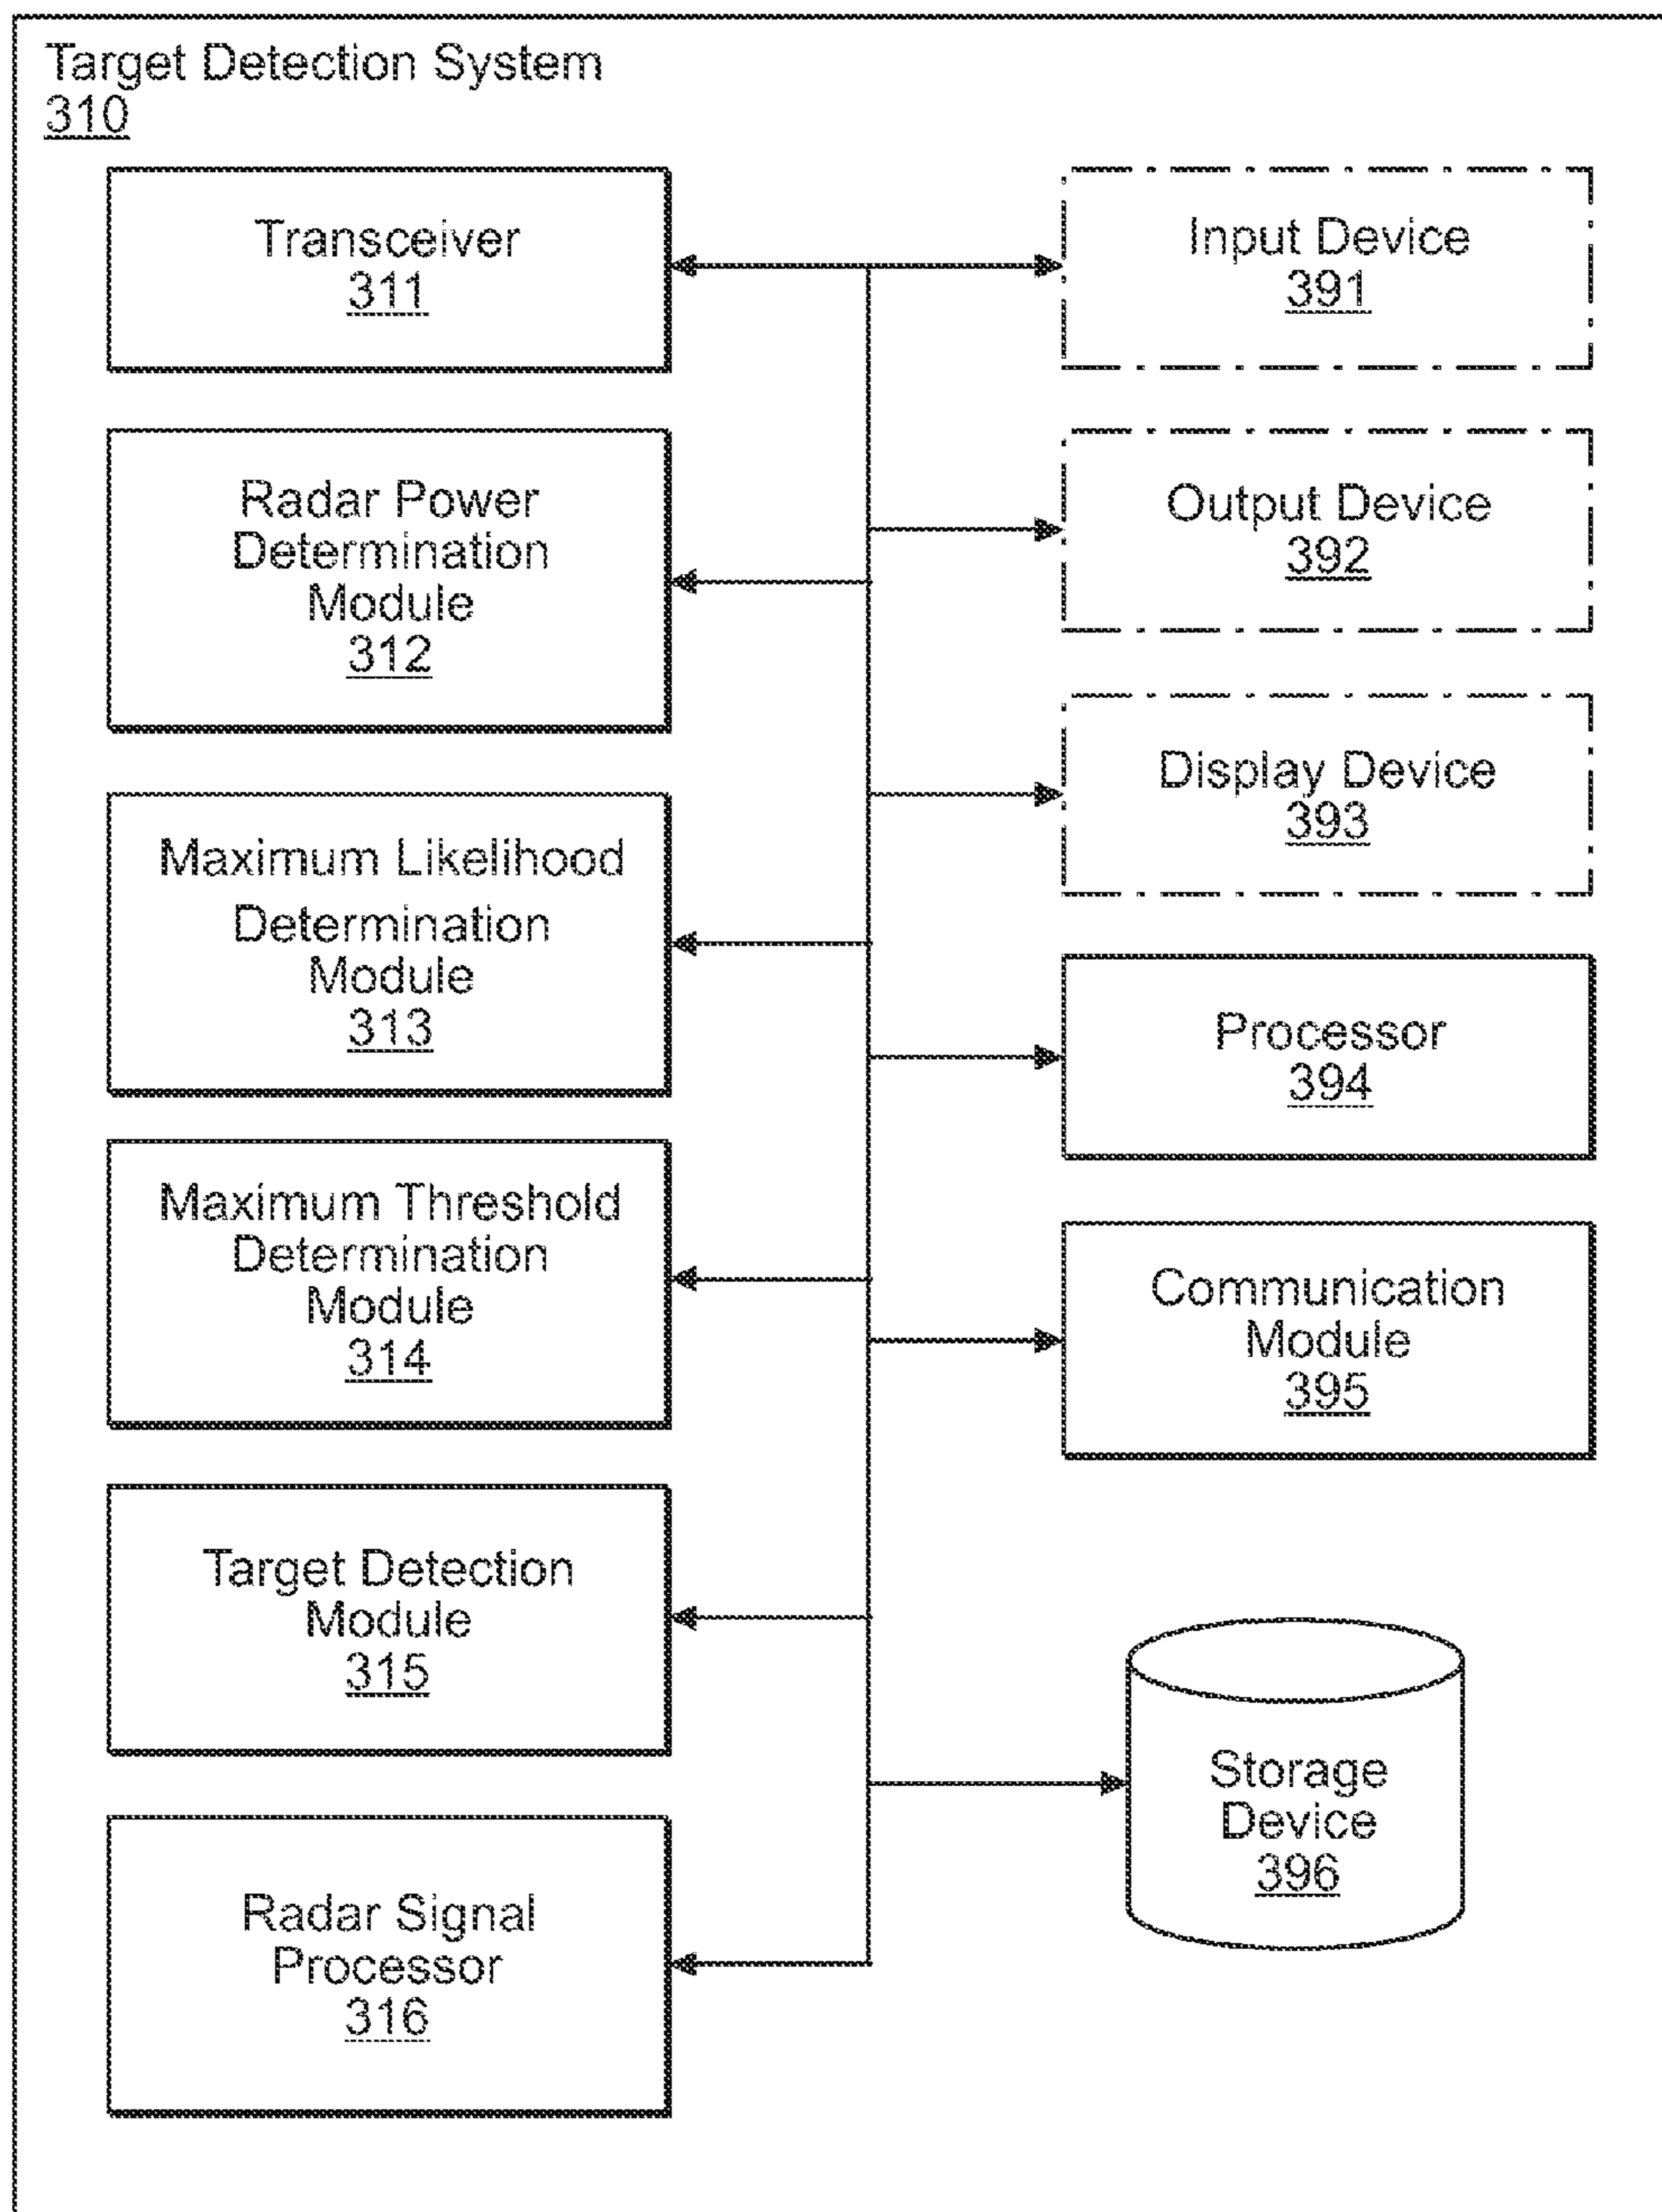 Target Detection System
310
Transceiver
311
Radar Power
Determination
Module
312
Maximum Likelihood
Determination
Module
313
Maximum Threshold
Determination
Module
314
Target Detection
Module
315
Radar Signal
Processor
316
Input Device
391
Output Device
392
Display Device
393
Processor
394
Communication
Module
395
Storage
Device
396